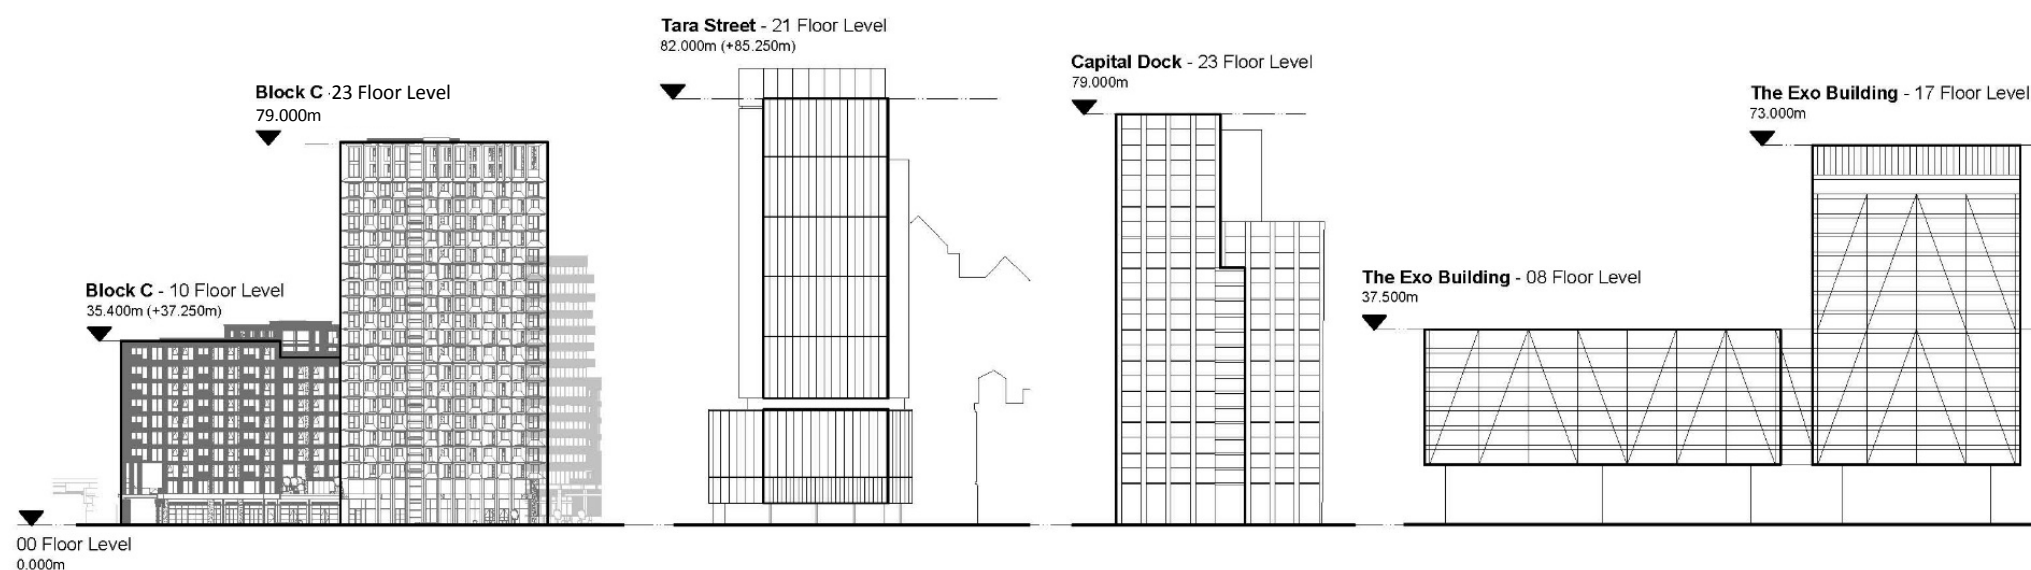 Tara Street - 21 Floor Level
82.000m (+85.250m)
Capital Dock - 23 Floor Level
79.000m
Block C -23 Floor Level
79.000m
The Exo Building - 17 Floor Level
73.000m
The Exo Building - 08 Floor Level
37.500m
Block C - 10 Floor Level
35.400m (+37.250m)
00 Floor Level
0.000m